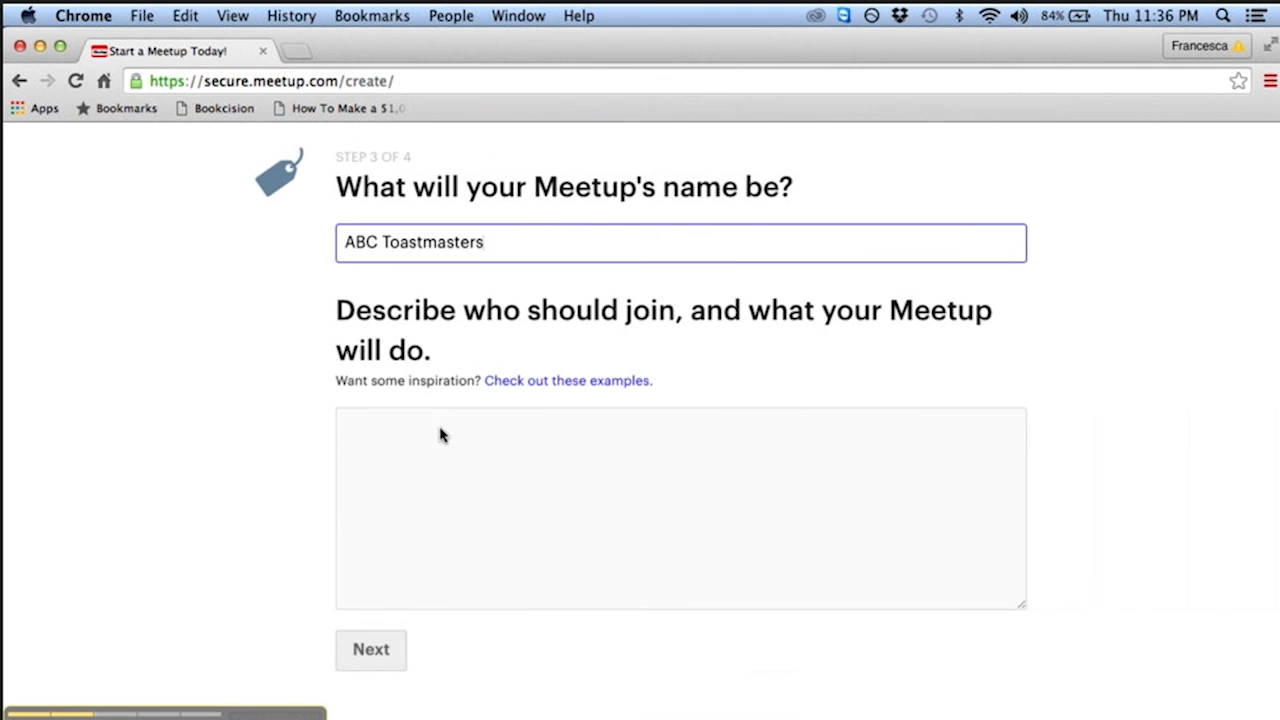 Chrome File Edit View History Bookmarks People Window Help 84% Thu 11:36 PM
Start a Meetup Today! Francesca
https://secure.meetup.com/create/
Apps Bookmarks Bookcision How To Make a $1,0
STEP 3 OF 4
What will your Meetup's name be?
ABC Toastmasters
Describe who should join, and what your Meetup
will do.
Want some inspiration? Check out these examples.
Next